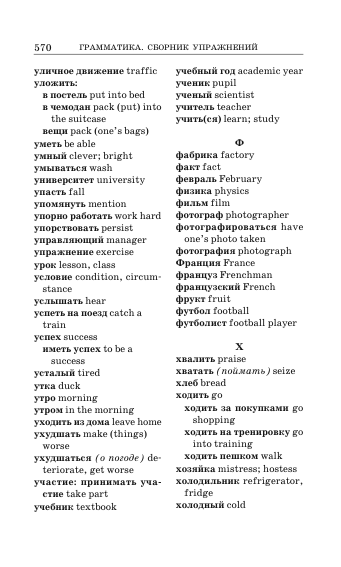 570 ГРАММАТИКА. СБОРНИК УПРАЖНЕНИЙ
уличное движение traffic
уложить:
в постель put into bed
в чемодан pack (put) into
the suitcase
вещи pack (one's bags)
уметь be able
умный clever; bright
умываться wash
университет university
упасть fall
упомянуть mention
упорно работать work hard
упорствовать persist
управляющий manager
упражнение exercise
урок lesson, class
условие condition, circum-
stance
услышать hear
успеть на поезд catch a
train
успех success
иметь успех to be a
success
усталый tired
утка duck
утро morning
утром in the morning
уходить из дома leave home
ухудшать make (things)
worse
ухудшаться (о погоде) de-
teriorate, get worse
участие: принимать уча-
стие take part
учебник textbook
учебный год academic year
ученик pupil
ученый scientist
учитель teacher
учить(ся) learn; study
Ф
фабрика factory
факт fact
февраль February
физика physics
фильм film
фотограф photographer
фотографироваться have
one's photo taken
фотография photograph
Франция France
француз Frenchman
французский French
фрукт fruit
футбол football
футболист football player
Х
хвалить praise
хватать (поймать) seize
хлеб bread
ходить go
ходить за покупками go
shopping
ходить на тренировку go
into training
ходить пешком walk
хозяйка mistress; hostess
холодильник refrigerator,
fridge
холодный cold